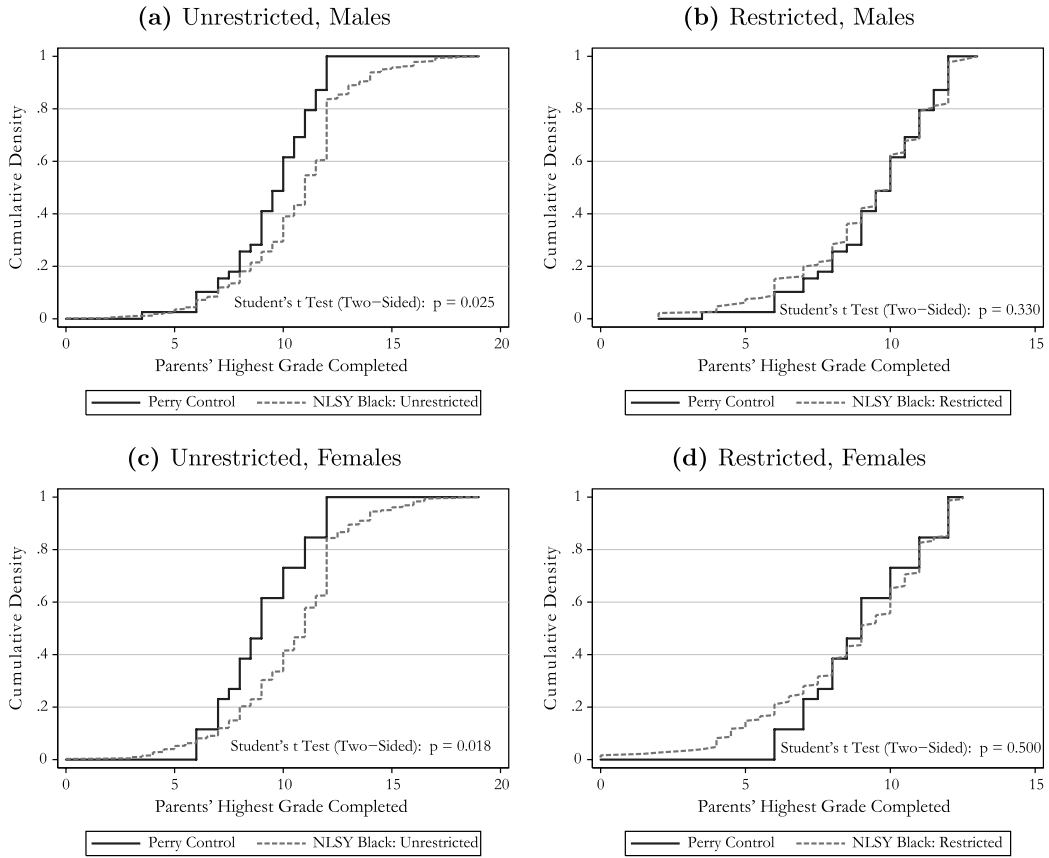 (a) Unrestricted, Males
Cumulative Density
1
.8
.6
.4
.2
0
Student's t Test (Two−Sided): p = 0.025
0 5 10 15 20
Parents' Highest Grade Completed
Perry Control NLSY Black: Unrestricted
(b) Restricted, Males
Cumulative Density
1
.8
.6
.4
.2
0
Student's t Test (Two−Sided): p = 0.330
0 5 10 15
Parents' Highest Grade Completed
Perry Control NLSY Black: Restricted
(c) Unrestricted, Females
Cumulative Density
1
.8
.6
.4
.2
0
Student's t Test (Two−Sided): p = 0.018
0 5 10 15 20
Parents' Highest Grade Completed
Perry Control NLSY Black: Unrestricted
(d) Restricted, Females
Cumulative Density
1
.8
.6
.4
.2
0
Student's t Test (Two−Sided): p = 0.500
0 5 10 15
Parents' Highest Grade Completed
Perry Control NLSY Black: Restricted